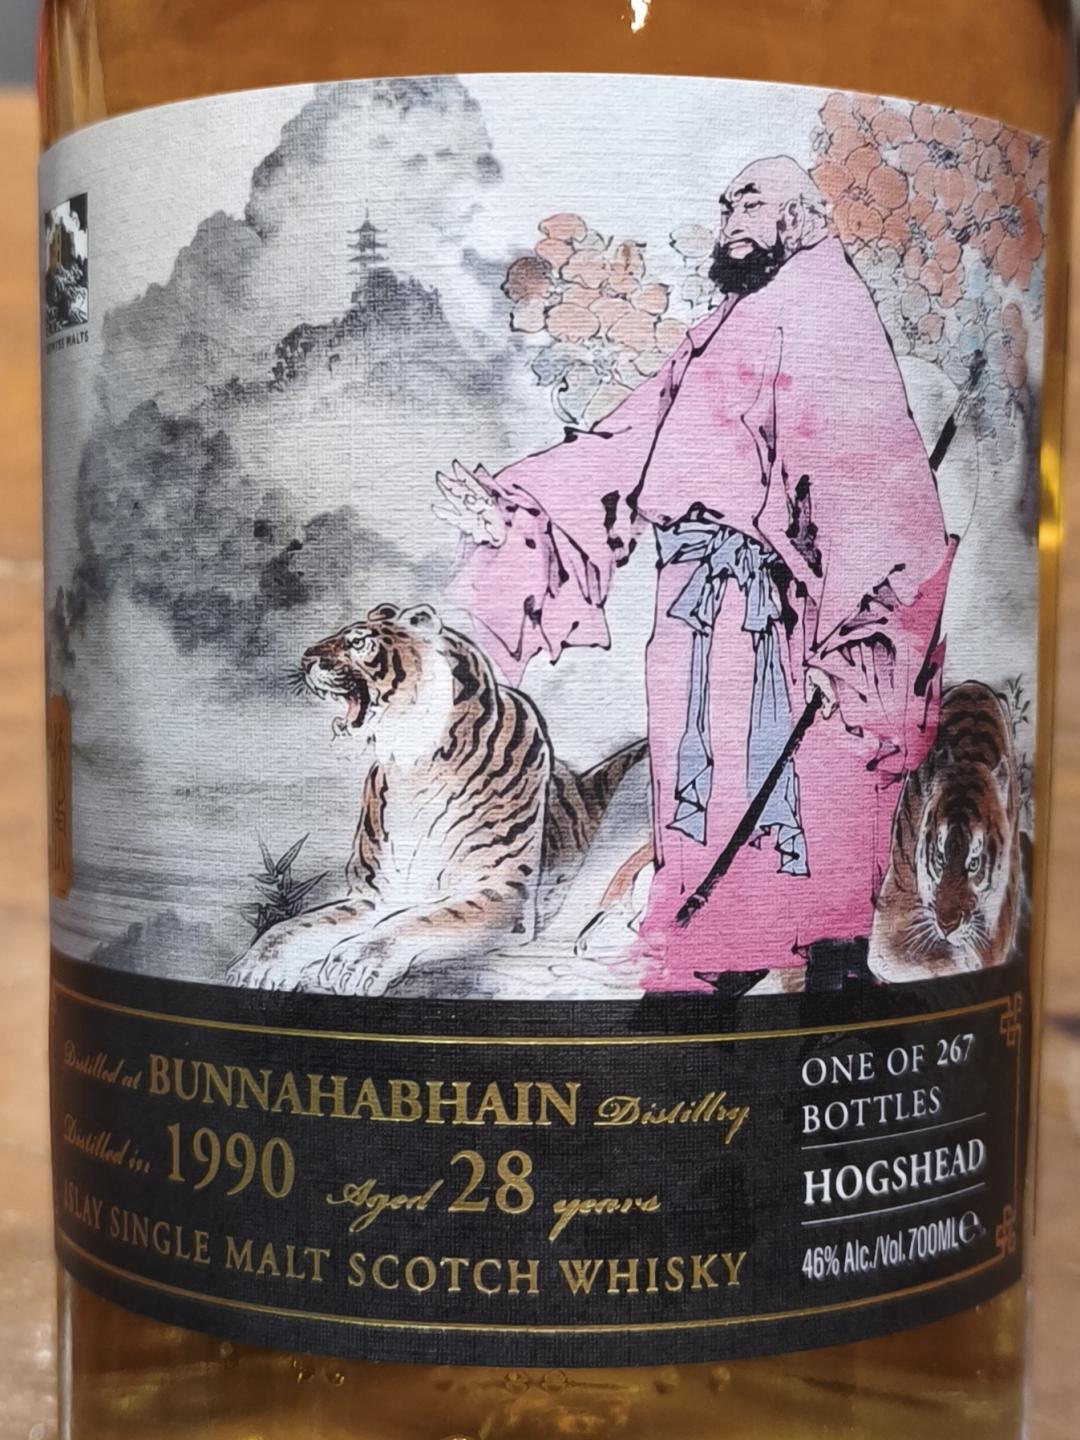 Distilled at BUNNAHABHAIN Distillry
Distilled in 1990 Aged 28 years
ISLAY SINGLE MALT SCOTCH WHISKY
ONE OF 267
BOTTLES
HOGSHEAD
46% Alc./Vol. 700ML e